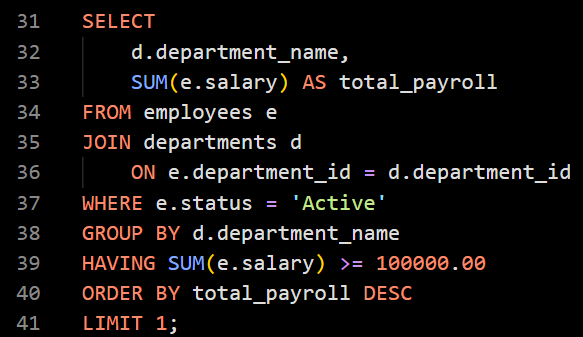 31 SELECT
32     d.department_name,
33     SUM(e.salary) AS total_payroll
34 FROM employees e
35 JOIN departments d
36     ON e.department_id = d.department_id
37 WHERE e.status = 'Active'
38 GROUP BY d.department_name
39 HAVING SUM(e.salary) >= 100000.00
40 ORDER BY total_payroll DESC
41 LIMIT 1;